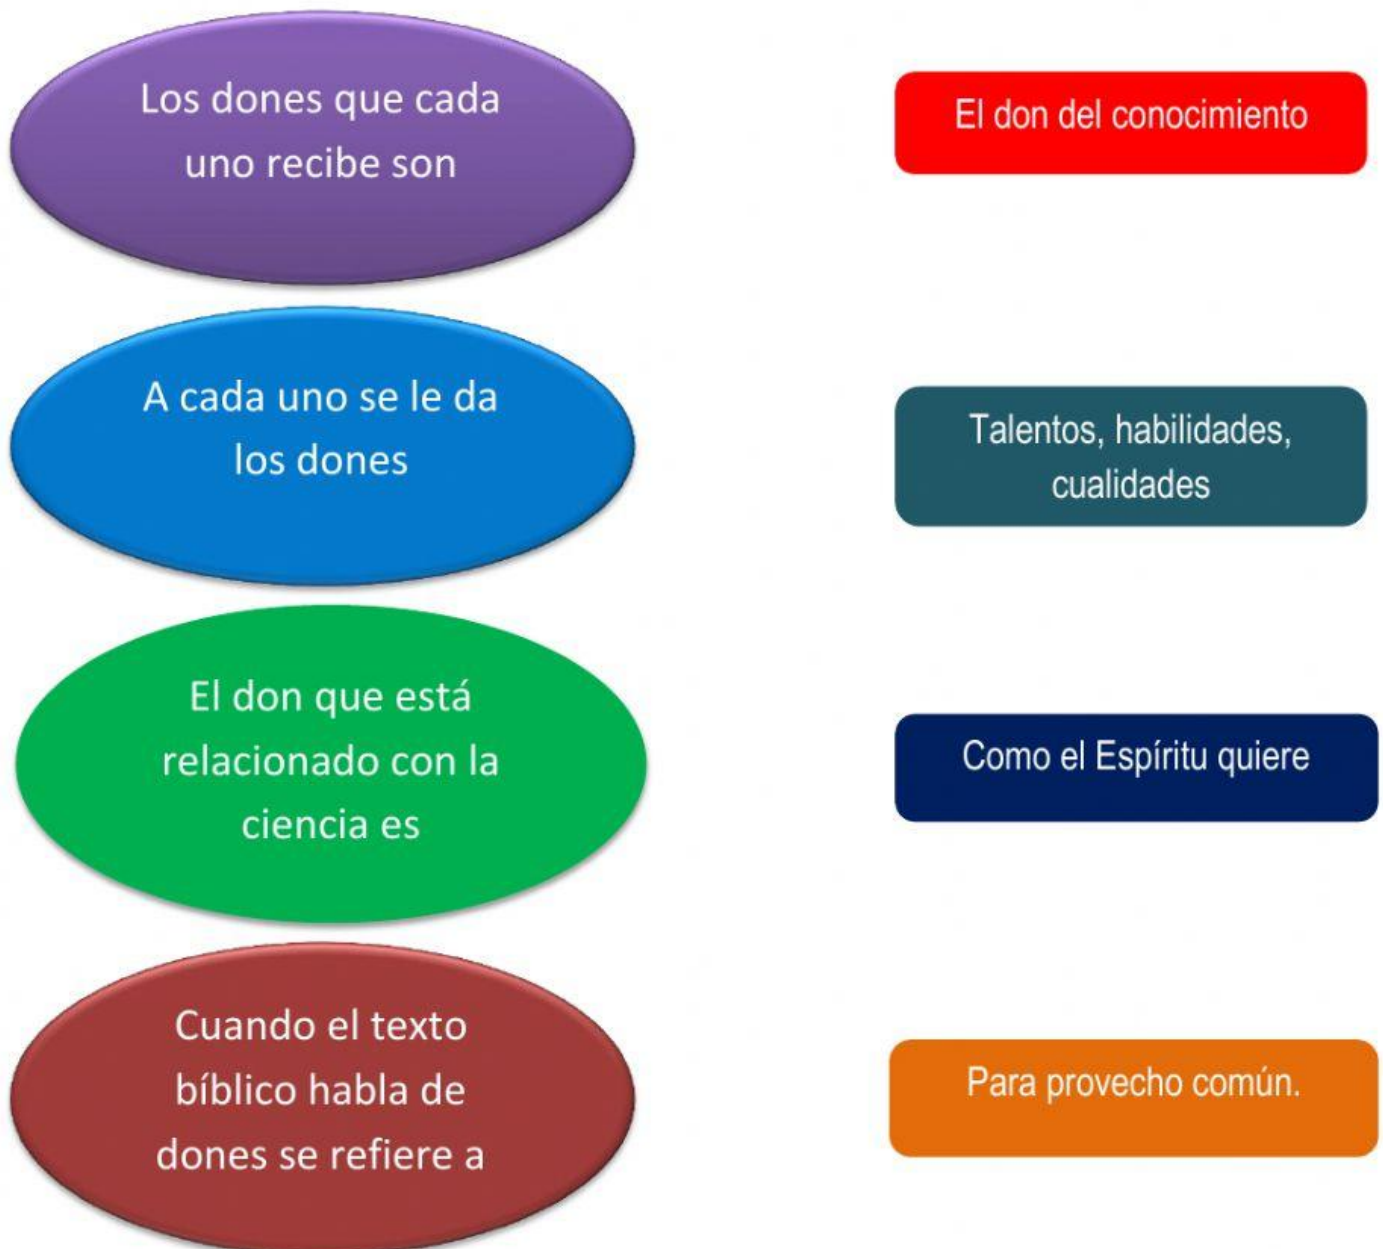 Los dones que cada
uno recibe son
El don del conocimiento
A cada uno se le da
los dones
Talentos, habilidades,
cualidades
El don que está
relacionado con la
ciencia es
Como el Espíritu quiere
Cuando el texto
bíblico habla de
dones se refiere a
Para provecho común.